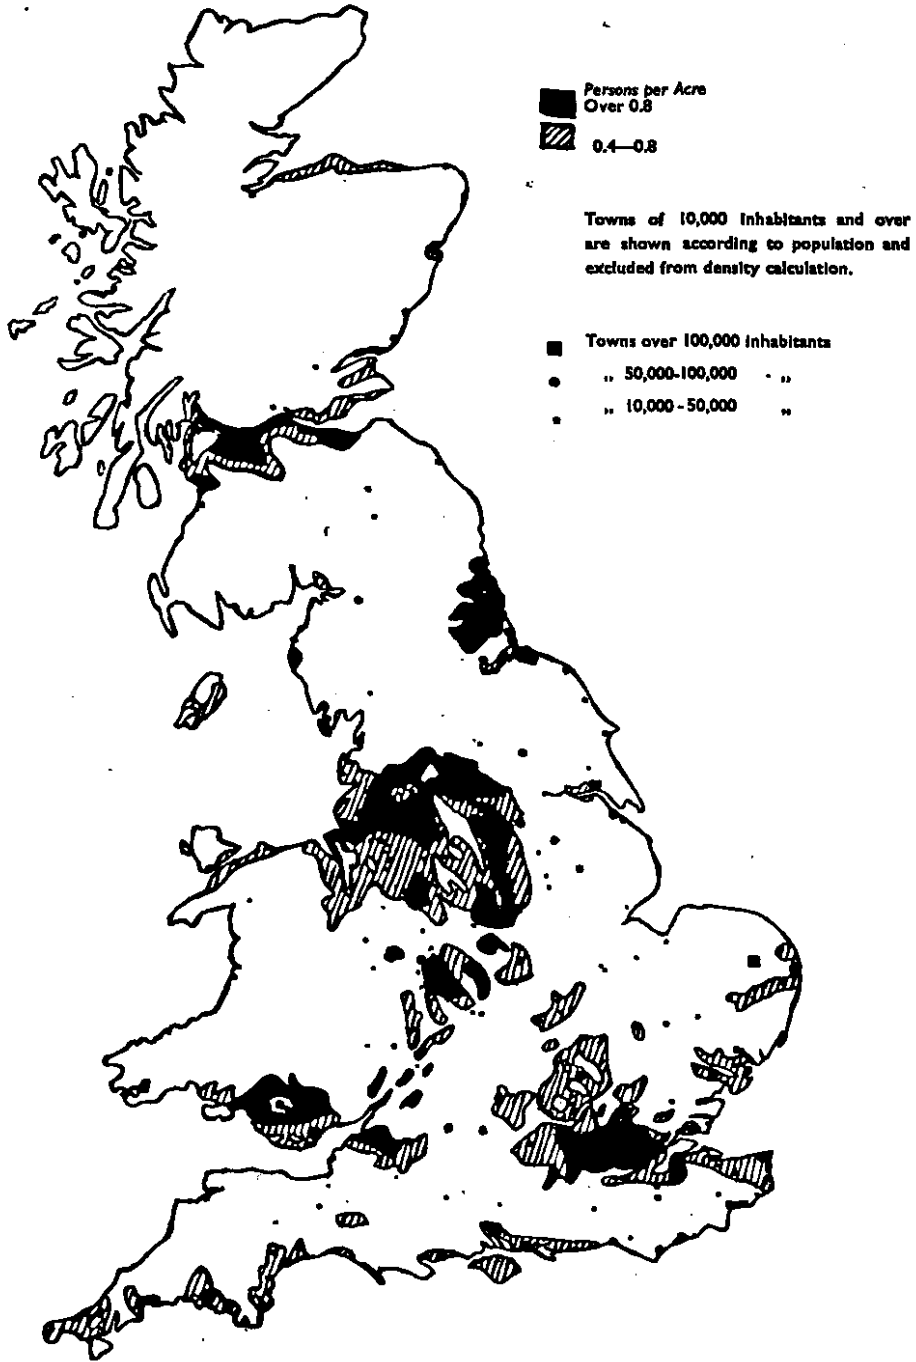 Persons per Acre
Over 0.8
0.4—0.8
Towns of 10,000 Inhabitants and over
are shown according to population and
excluded from density calculation.
Towns over 100,000 Inhabitants
„ 50,000-100,000 „
„ 10,000-50,000 „